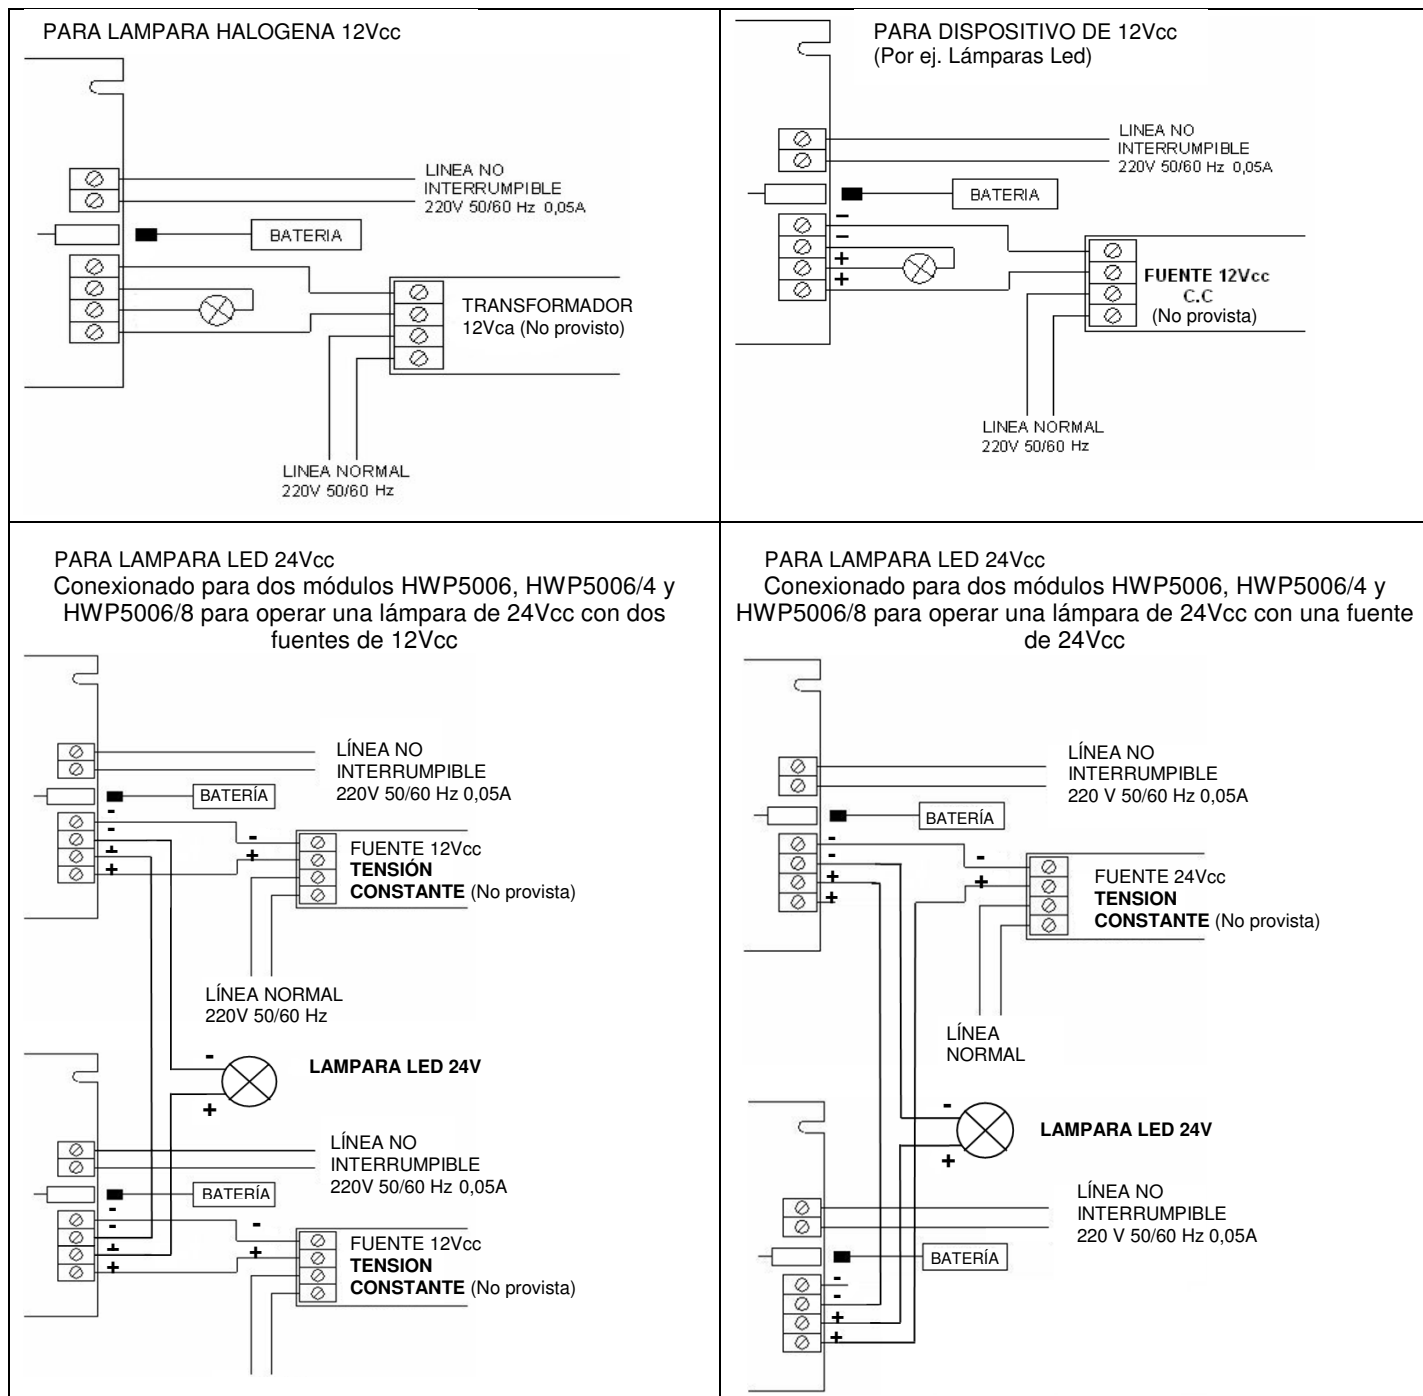 PARA LAMPARA HALOGENA 12Vcc
LINEA NO
INTERRUMPIBLE
220V 50/60 Hz 0,05A
BATERIA
TRANSFORMADOR
12Vca (No provisto)
LINEA NORMAL
220V 50/60 Hz
PARA DISPOSITIVO DE 12Vcc
(Por ej. Lámparas Led)
LINEA NO
INTERRUMPIBLE
220V 50/60 Hz 0,05A
BATERIA
−
−
+
+
FUENTE 12Vcc
C.C
(No provista)
LINEA NORMAL
220V 50/60 Hz
PARA LAMPARA LED 24Vcc
Conexionado para dos módulos HWP5006, HWP5006/4 y
HWP5006/8 para operar una lámpara de 24Vcc con dos
fuentes de 12Vcc
LÍNEA NO
INTERRUMPIBLE
220V 50/60 Hz 0,05A
BATERÍA
-
-
+
+
-
+
FUENTE 12Vcc
TENSIÓN
CONSTANTE (No provista)
LÍNEA NORMAL
220V 50/60 Hz
-
LAMPARA LED 24V
+
LÍNEA NO
INTERRUMPIBLE
220V 50/60 Hz 0,05A
BATERÍA
-
-
+
+
-
+
FUENTE 12Vcc
TENSION
CONSTANTE (No provista)
PARA LAMPARA LED 24Vcc
Conexionado para dos módulos HWP5006, HWP5006/4 y
HWP5006/8 para operar una lámpara de 24Vcc con una fuente
de 24Vcc
LÍNEA NO
INTERRUMPIBLE
220 V 50/60 Hz 0,05A
BATERÍA
-
-
+
+
-
+
FUENTE 24Vcc
TENSION
CONSTANTE (No provista)
LÍNEA
NORMAL
-
LAMPARA LED 24V
+
LÍNEA NO
INTERRUMPIBLE
220 V 50/60 Hz 0,05A
BATERÍA
-
-
+
+